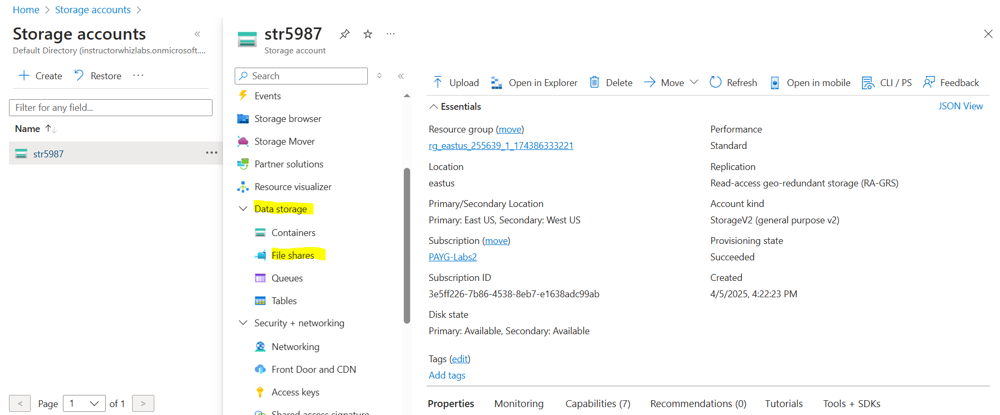 Home > Storage accounts >
Storage accounts «
Default Directory (instructorwhizlabs.onmicrosoft....
Create Restore ...
Filter for any field...
Name
str5987 ...
< Page 1 of 1 >
str5987 ...
Storage account
Search «
Events
Storage browser
Storage Mover
Partner solutions
Resource visualizer
Data storage
Containers
File shares
Queues
Tables
Security + networking
Networking
Front Door and CDN
Access keys
Shared access signature
Upload Open in Explorer Delete Move Refresh Open in mobile CLI / PS Feedback
Essentials JSON View
Resource group (move)
rg_eastus_255639_1_174386333221
Location
eastus
Primary/Secondary Location
Primary: East US, Secondary: West US
Subscription (move)
PAYG-Labs2
Subscription ID
3e5ff226-7b86-4538-8eb7-e1638adc99ab
Disk state
Primary: Available, Secondary: Available
Tags (edit)
Add tags
Performance
Standard
Replication
Read-access geo-redundant storage (RA-GRS)
Account kind
StorageV2 (general purpose v2)
Provisioning state
Succeeded
Created
4/5/2025, 4:22:23 PM
Properties Monitoring Capabilities (7) Recommendations (0) Tutorials Tools + SDKs